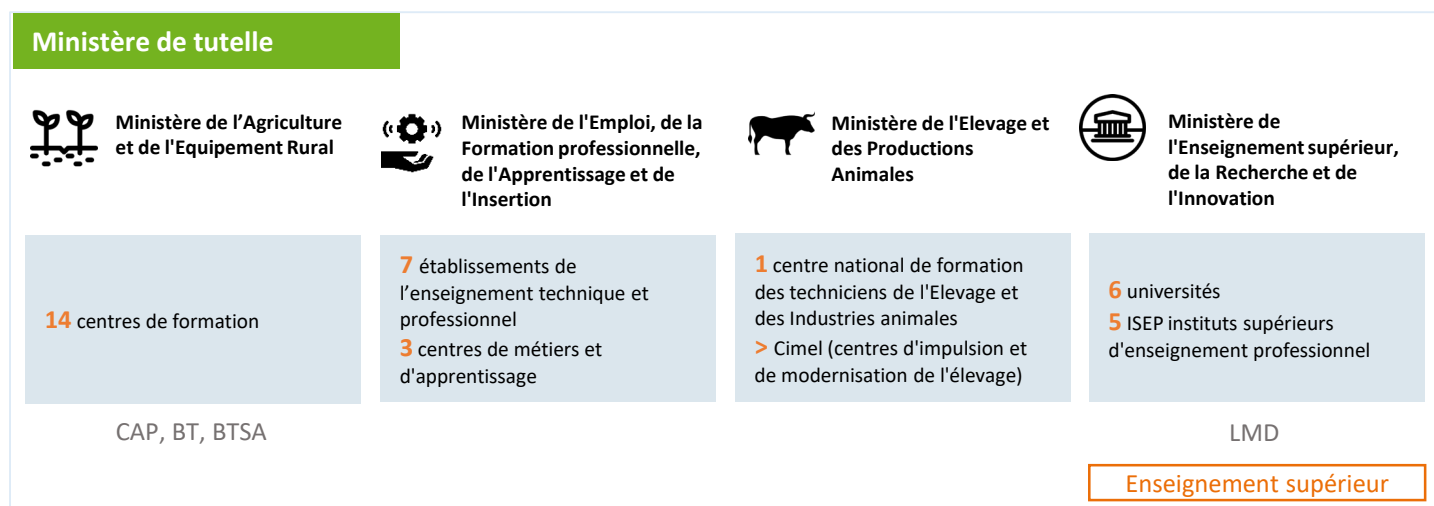 Ministère de tutelle
Ministère de l’Agriculture
et de l'Equipement Rural
Ministère de l'Emploi, de la
Formation professionnelle,
de l'Apprentissage et de
l'Insertion
Ministère de l'Elevage et
des Productions
Animales
Ministère de
l'Enseignement supérieur,
de la Recherche et de
l'Innovation
14 centres de formation
7 établissements de
l’enseignement technique et
professionnel
3 centres de métiers et
d'apprentissage
1 centre national de formation
des techniciens de l'Elevage et
des Industries animales
> Cimel (centres d'impulsion et
de modernisation de l'élevage)
6 universités
5 ISEP instituts supérieurs
d'enseignement professionnel
CAP, BT, BTSA
LMD
Enseignement supérieur